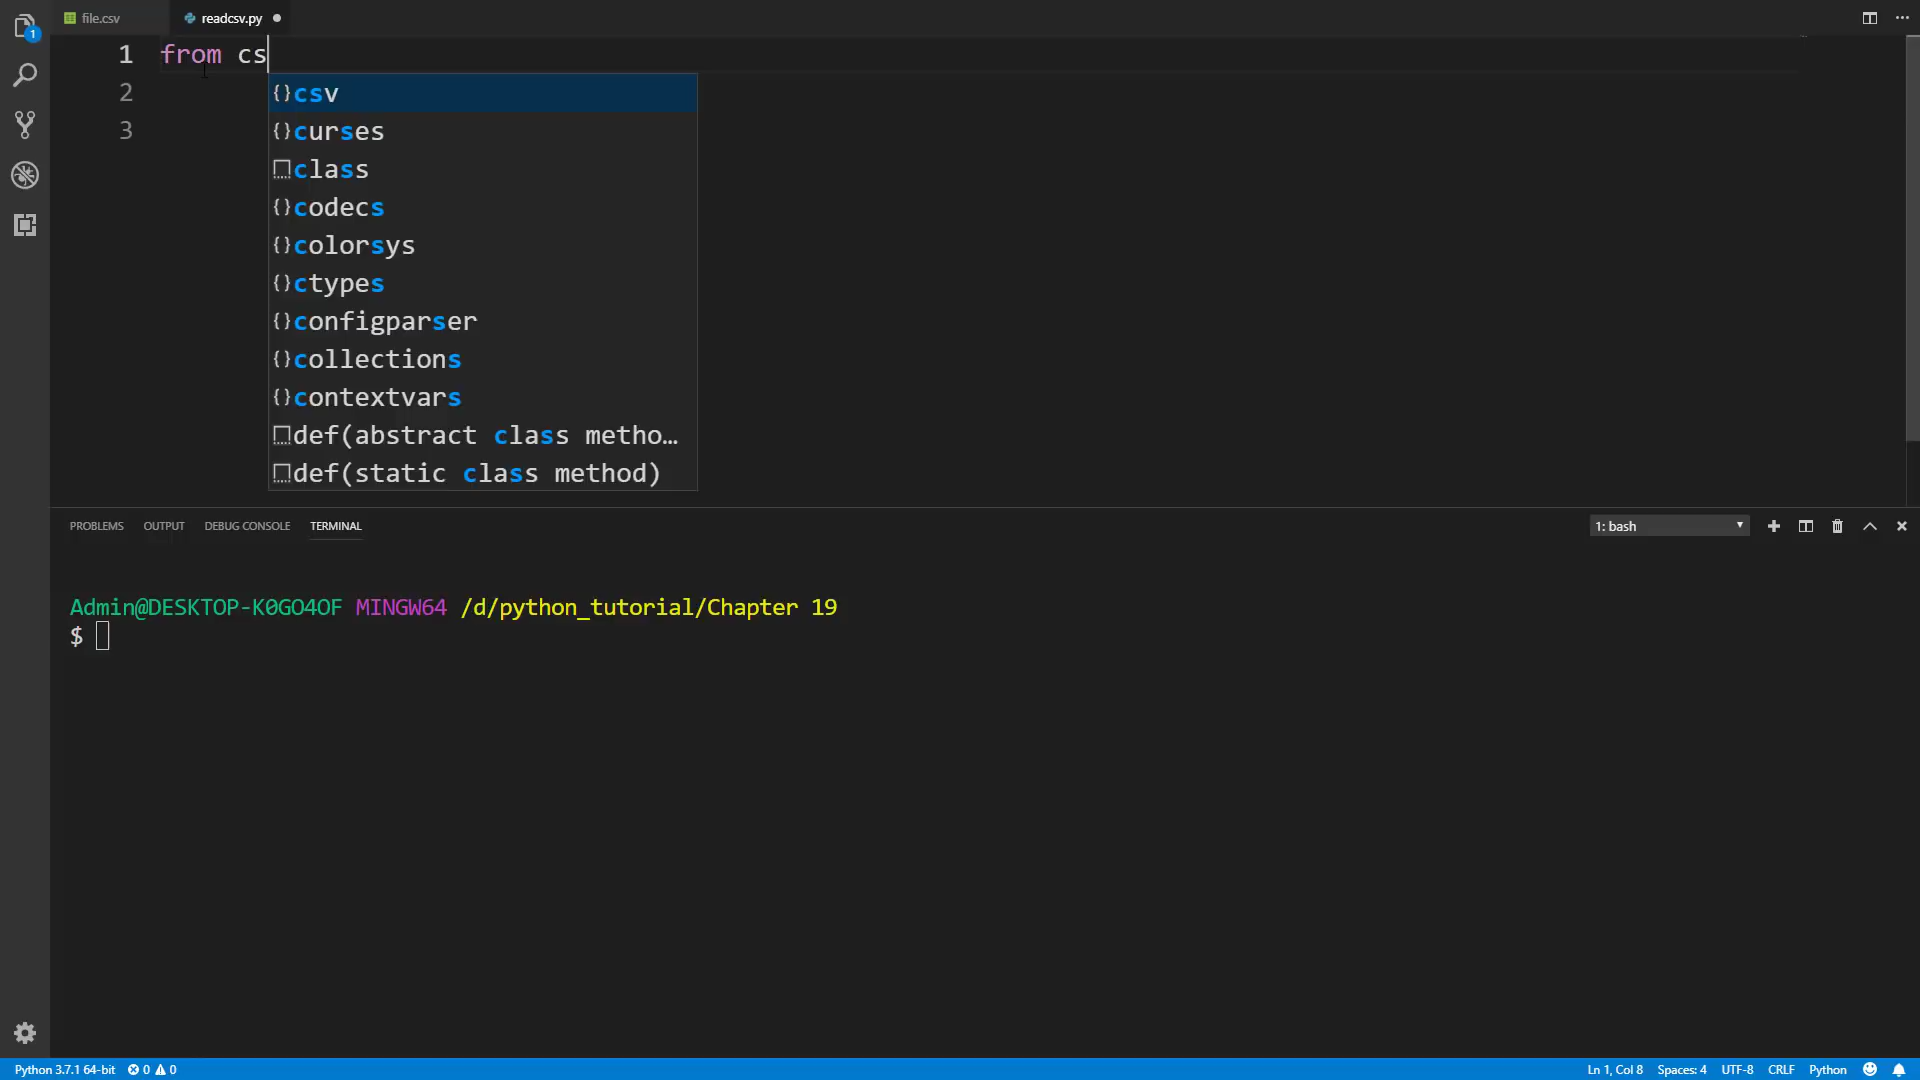 file.csv readcsv.py
1 from cs
2
3
csv
curses
class
codecs
colorsys
ctypes
configparser
collections
contextvars
def(abstract class metho…
def(static class method)
PROBLEMS OUTPUT DEBUG CONSOLE TERMINAL 1: bash
Admin@DESKTOP-K0GO4OF MINGW64 /d/python_tutorial/Chapter 19
$
Python 3.7.1 64-bit 0 0 Ln 1, Col 8 Spaces: 4 UTF-8 CRLF Python
1